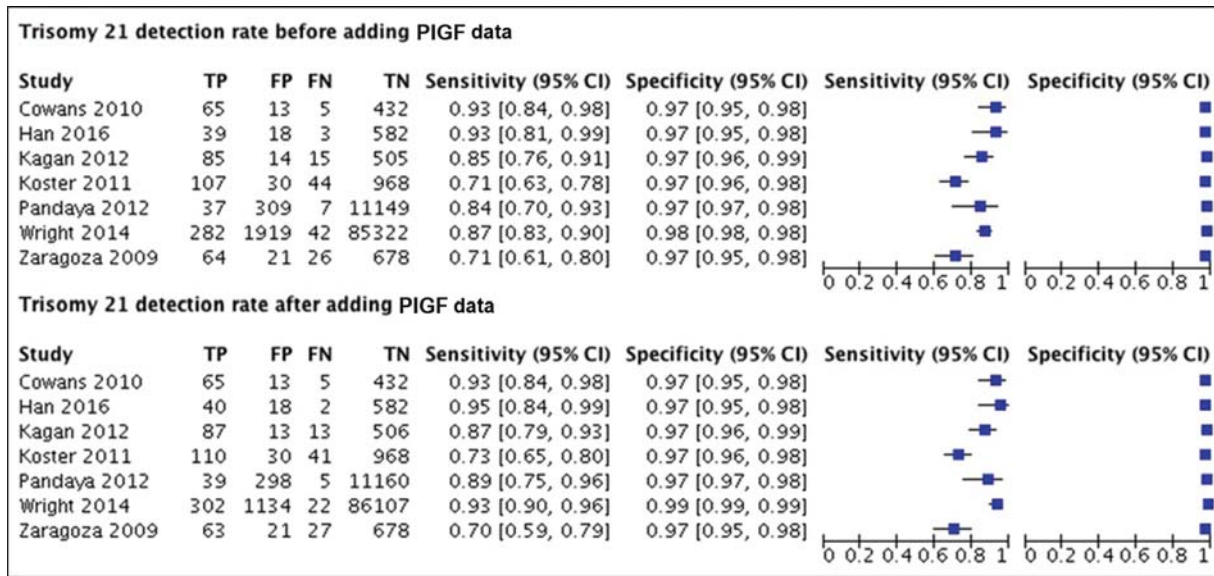 Trisomy 21 detection rate before adding PIGF data
Study TP FP FN TN Sensitivity (95% CI) Specificity (95% CI) Sensitivity (95% CI) Specificity (95% CI)
Cowans 2010 65 13 5 432 0.93 [0.84, 0.98] 0.97 [0.95, 0.98]
Han 2016 39 18 3 582 0.93 [0.81, 0.99] 0.97 [0.95, 0.98]
Kagan 2012 85 14 15 505 0.85 [0.76, 0.91] 0.97 [0.96, 0.99]
Koster 2011 107 30 44 968 0.71 [0.63, 0.78] 0.97 [0.96, 0.98]
Pandaya 2012 37 309 7 11149 0.84 [0.70, 0.93] 0.97 [0.97, 0.98]
Wright 2014 282 1919 42 85322 0.87 [0.83, 0.90] 0.98 [0.98, 0.98]
Zaragoza 2009 64 21 26 678 0.71 [0.61, 0.80] 0.97 [0.95, 0.98]
0 0.2 0.4 0.6 0.8 1 0 0.2 0.4 0.6 0.8 1
Trisomy 21 detection rate after adding PIGF data
Study TP FP FN TN Sensitivity (95% CI) Specificity (95% CI) Sensitivity (95% CI) Specificity (95% CI)
Cowans 2010 65 13 5 432 0.93 [0.84, 0.98] 0.97 [0.95, 0.98]
Han 2016 40 18 2 582 0.95 [0.84, 0.99] 0.97 [0.95, 0.98]
Kagan 2012 87 13 13 506 0.87 [0.79, 0.93] 0.97 [0.96, 0.99]
Koster 2011 110 30 41 968 0.73 [0.65, 0.80] 0.97 [0.96, 0.98]
Pandaya 2012 39 298 5 11160 0.89 [0.75, 0.96] 0.97 [0.97, 0.98]
Wright 2014 302 1134 22 86107 0.93 [0.90, 0.96] 0.99 [0.99, 0.99]
Zaragoza 2009 63 21 27 678 0.70 [0.59, 0.79] 0.97 [0.95, 0.98]
0 0.2 0.4 0.6 0.8 1 0 0.2 0.4 0.6 0.8 1